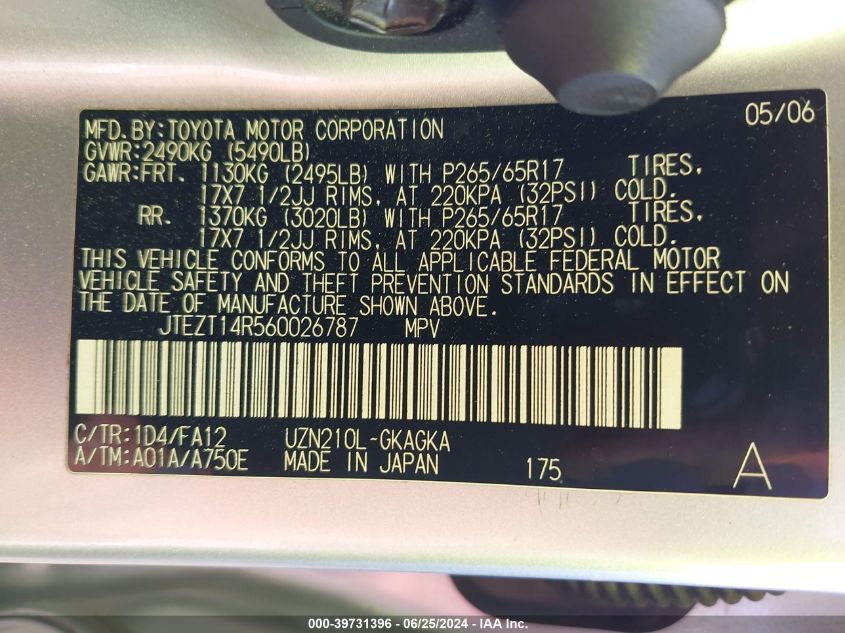 05/06
MFD.BY:TOYOTA MOTOR CORPORATION
GVWR:2490KG (5490LB)
GAWR:FRT. 1130KG (2495LB) WITH P265/65R17 TIRES,
17X7 1/2JJ RIMS, AT 220KPA (32PSI) COLD.
RR. 1370KG (3020LB) WITH P265/65R17 TIRES,
17X7 1/2JJ RIMS, AT 220KPA (32PSI) COLD.
THIS VEHICLE CONFORMS TO ALL APPLICABLE FEDERAL MOTOR
VEHICLE SAFETY AND THEFT PREVENTION STANDARDS IN EFFECT ON
THE DATE OF MANUFACTURE SHOWN ABOVE.
JTEZT14R560026787 MPV
C/TR:1D4/FA12 UZN210L-GKAGKA
A/TM:A01A/A750E MADE IN JAPAN 175 A
000-39731396 - 06/25/2024 - IAA Inc.